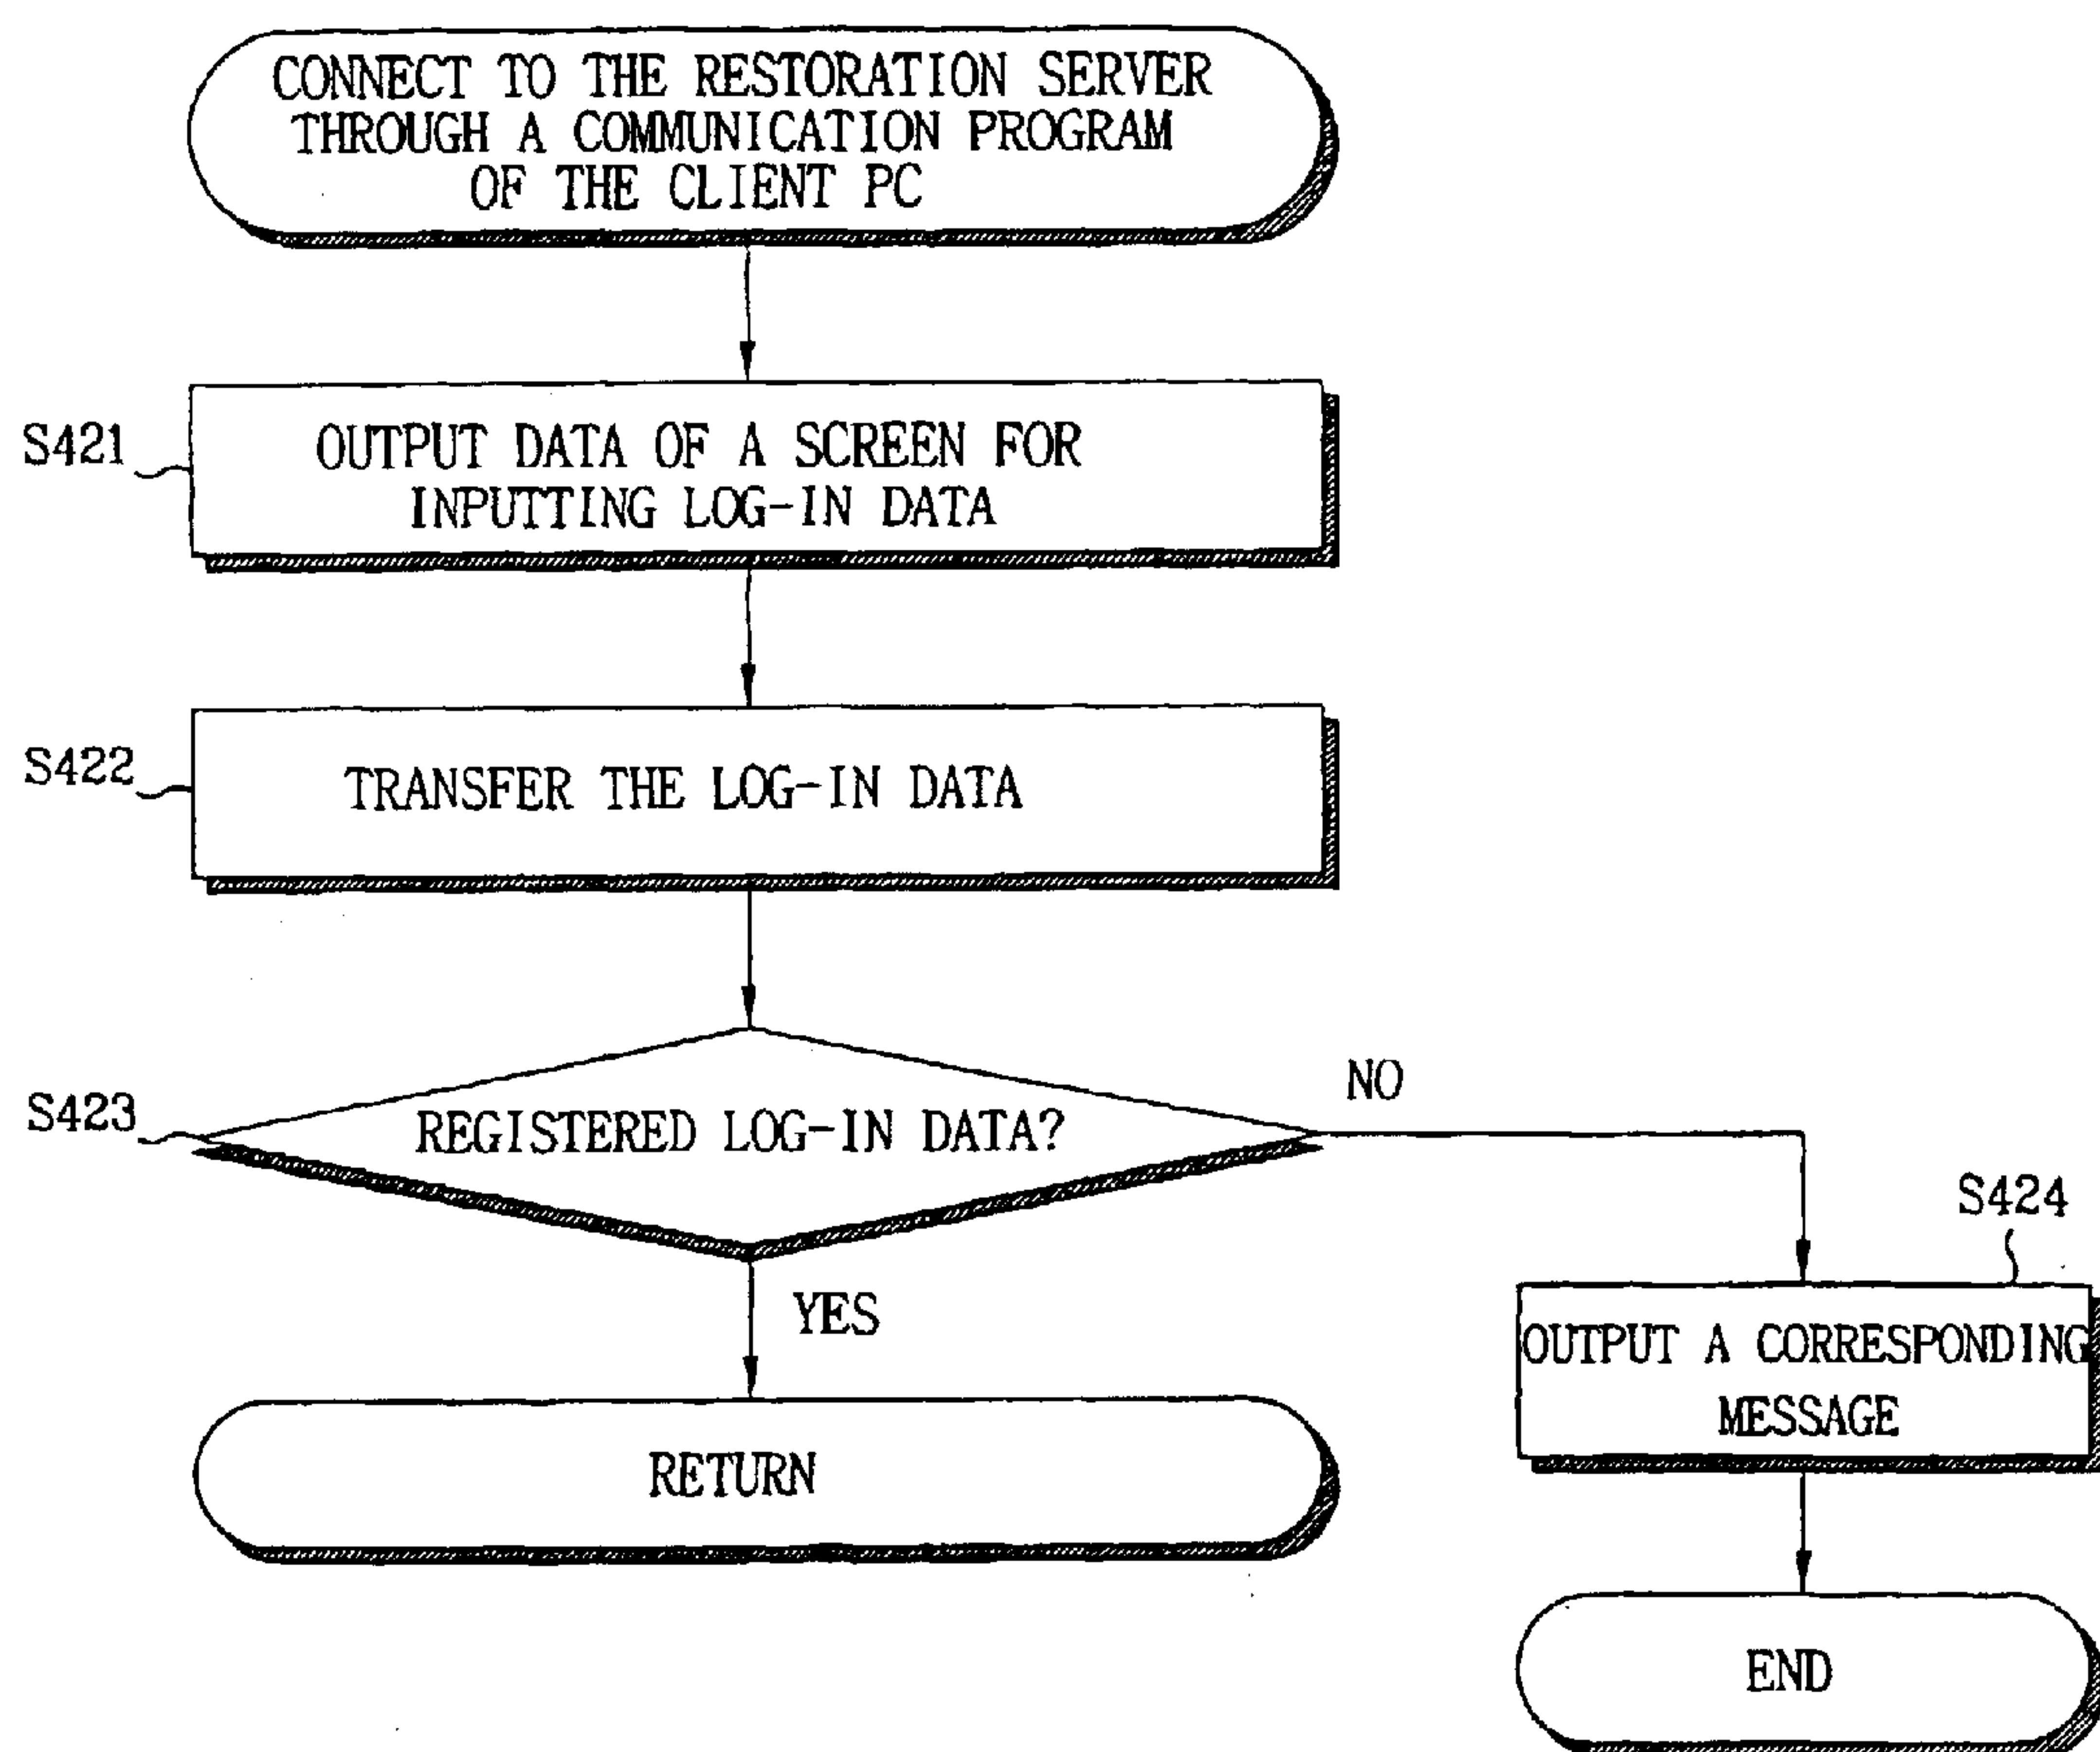 CONNECT TO THE RESTORATION SERVER
THROUGH A COMMUNICATION PROGRAM
OF THE CLIENT PC
S421
OUTPUT DATA OF A SCREEN FOR
INPUTTING LOG-IN DATA
S422
TRANSFER THE LOG-IN DATA
S423
REGISTERED LOG-IN DATA?
NO
S424
YES
OUTPUT A CORRESPONDING
MESSAGE
RETURN
END